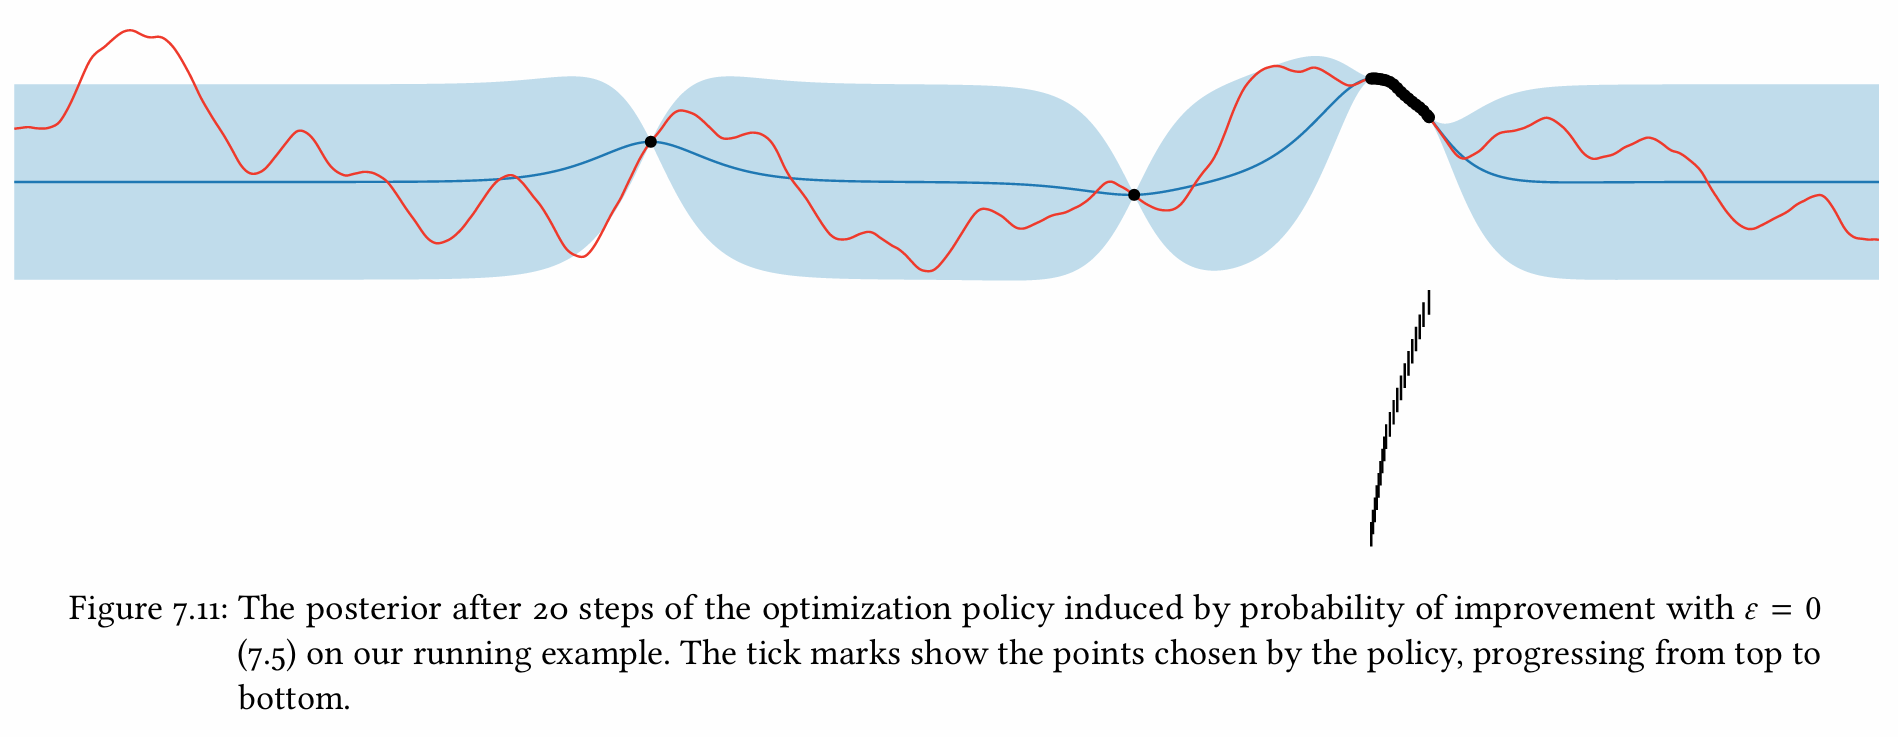 Figure 7.11: The posterior after 20 steps of the optimization policy induced by probability of improvement with ε = 0
(7.5) on our running example. The tick marks show the points chosen by the policy, progressing from top to
bottom.